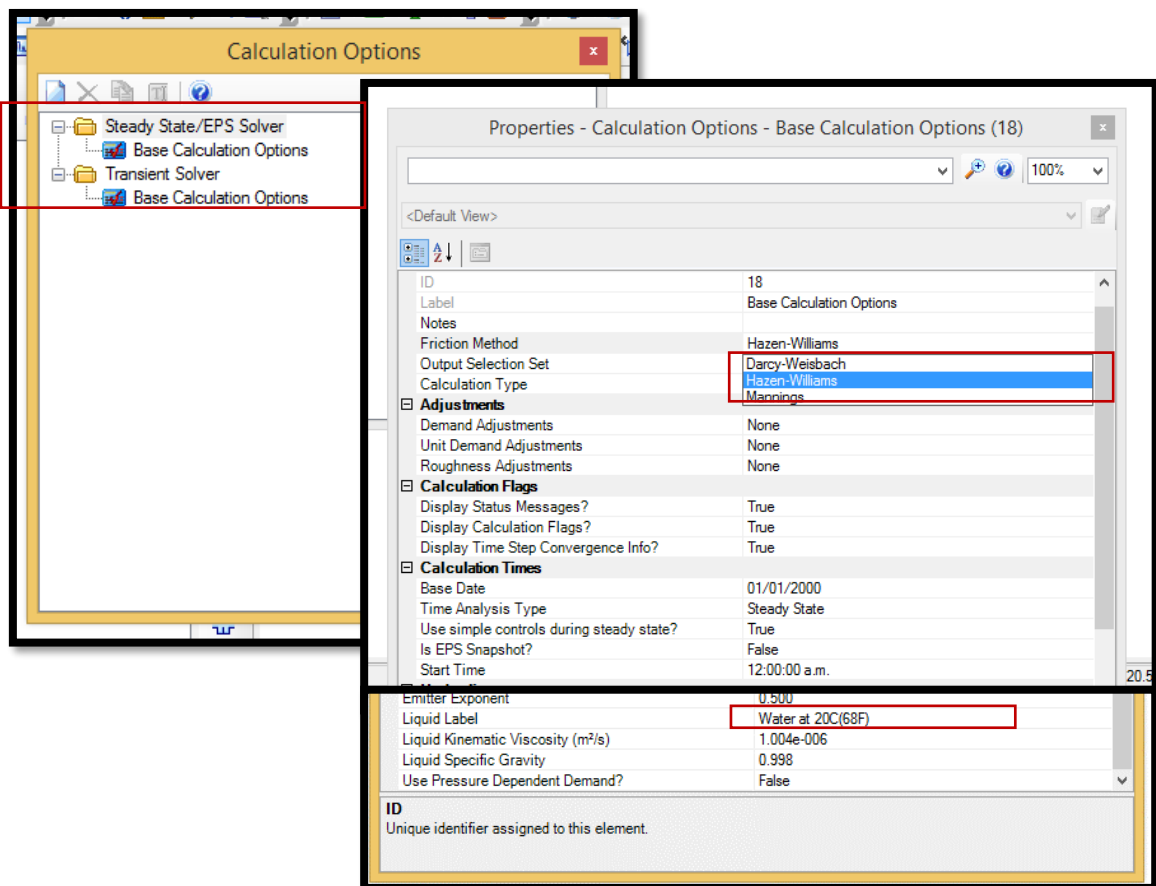 Calculation Options
x
Steady State/EPS Solver
Base Calculation Options
Transient Solver
Base Calculation Options
Properties - Calculation Options - Base Calculation Options (18)
x
100%
<Default View>
ID 18
Label Base Calculation Options
Notes
Friction Method Hazen-Williams
Output Selection Set Darcy-Weisbach
Calculation Type Hazen-Williams
Mannings
Adjustments
Demand Adjustments None
Unit Demand Adjustments None
Roughness Adjustments None
Calculation Flags
Display Status Messages? True
Display Calculation Flags? True
Display Time Step Convergence Info? True
Calculation Times
Base Date 01/01/2000
Time Analysis Type Steady State
Use simple controls during steady state? True
Is EPS Snapshot? False
Start Time 12:00:00 a.m.
20.5
Emitter Exponent 0.500
Liquid Label Water at 20C(68F)
Liquid Kinematic Viscosity (m²/s) 1.004e-006
Liquid Specific Gravity 0.998
Use Pressure Dependent Demand? False
ID
Unique identifier assigned to this element.